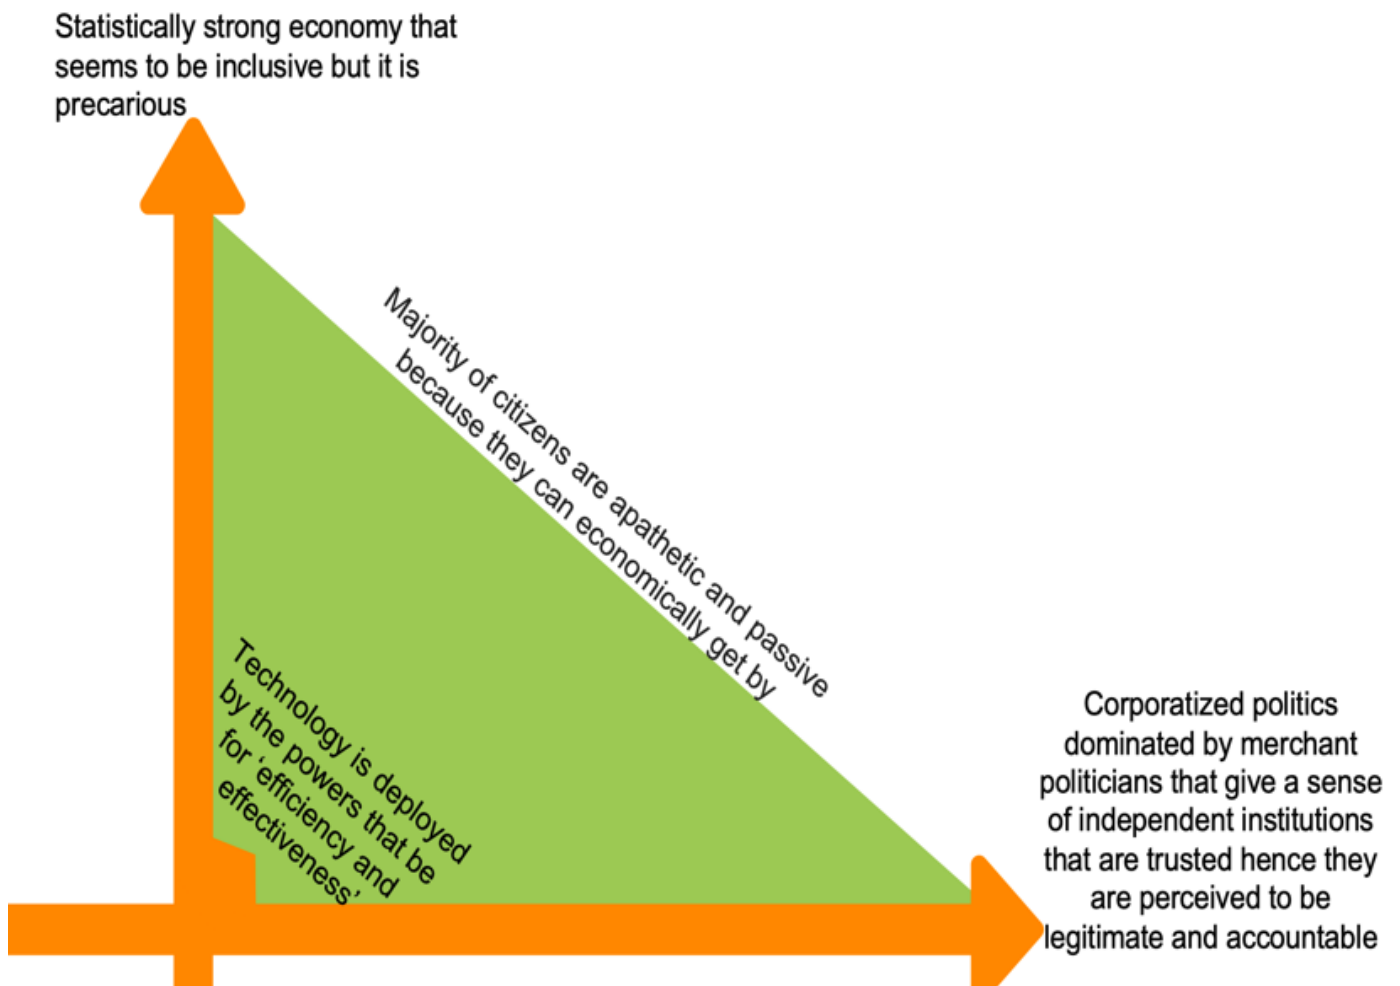 Statistically strong economy that
seems to be inclusive but it is
precarious
Majority of citizens are apathetic and passive
because they can economically get by
Technology is deployed
by the powers that be
for ‘efficiency and
effectiveness’
Corporatized politics
dominated by merchant
politicians that give a sense
of independent institutions
that are trusted hence they
are perceived to be
legitimate and accountable